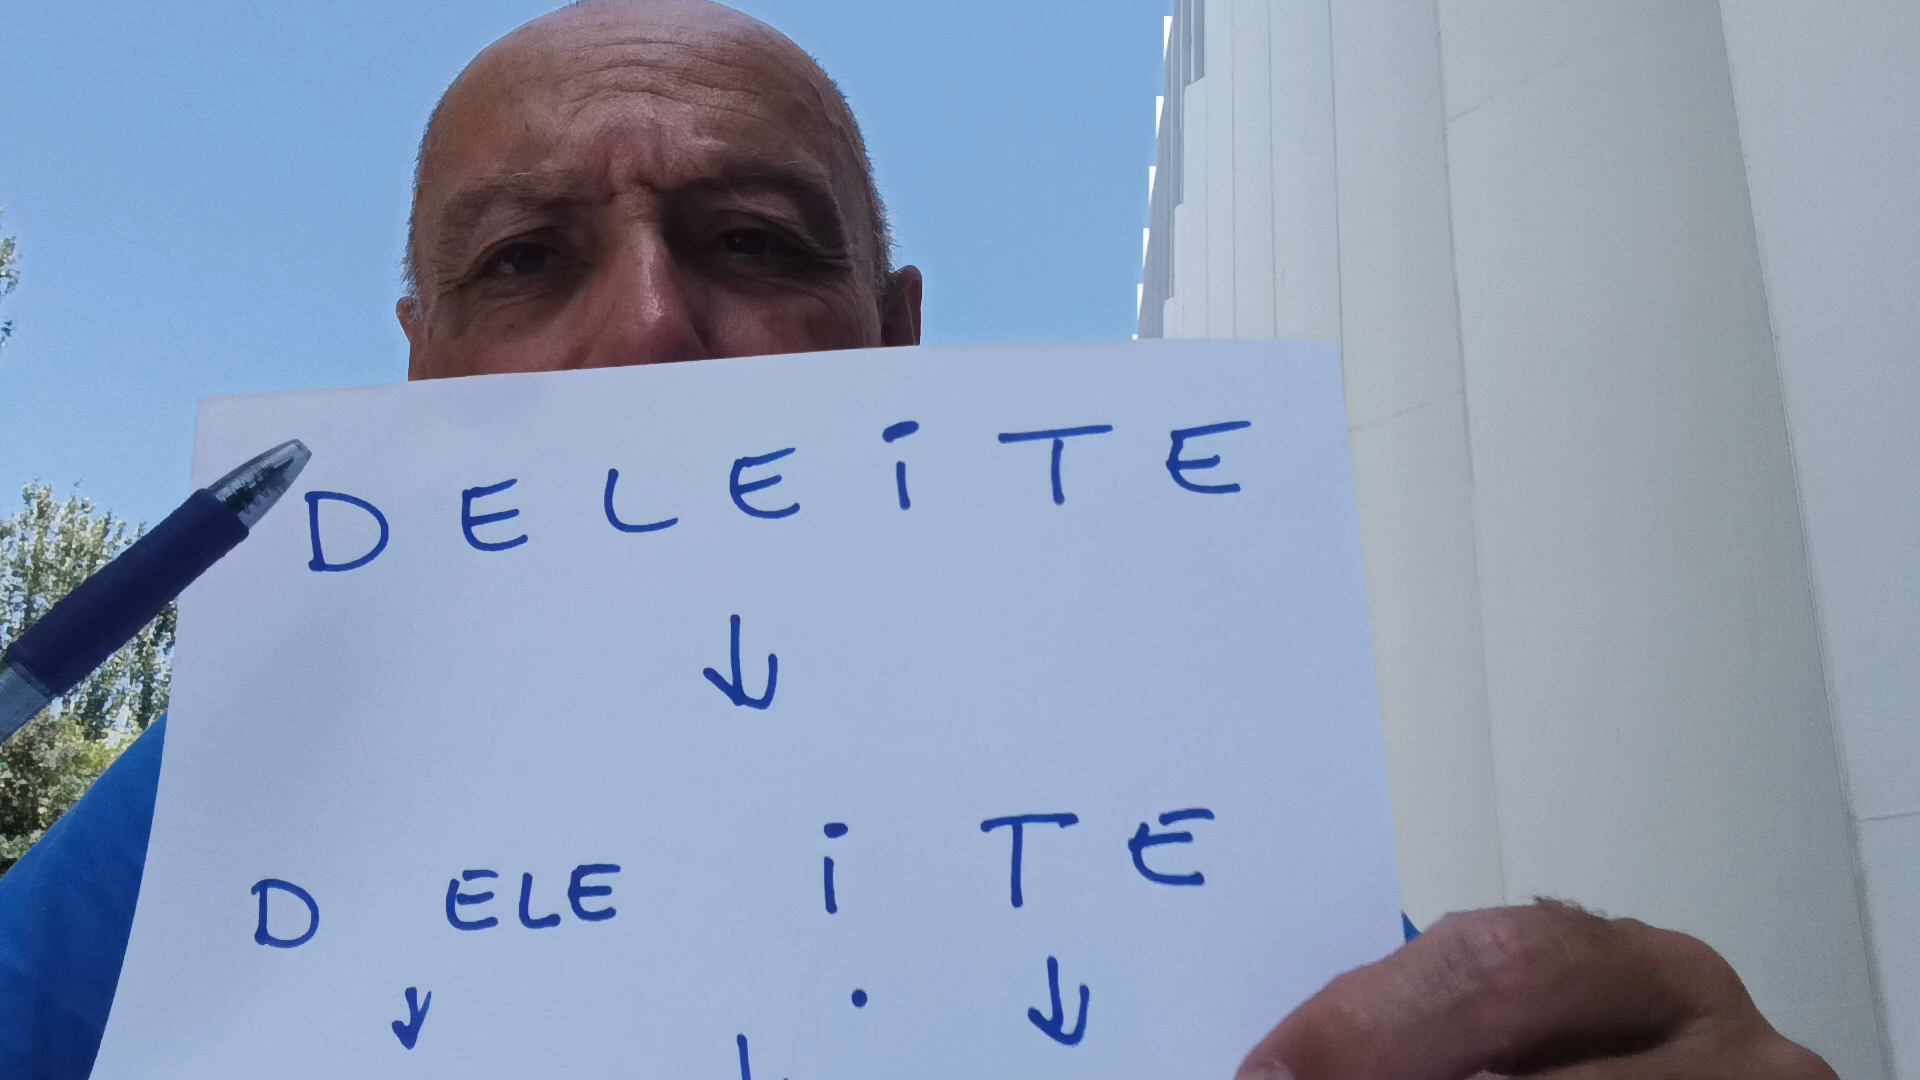 DELEiTE
↓
D ELE i TE
↓ . ↓